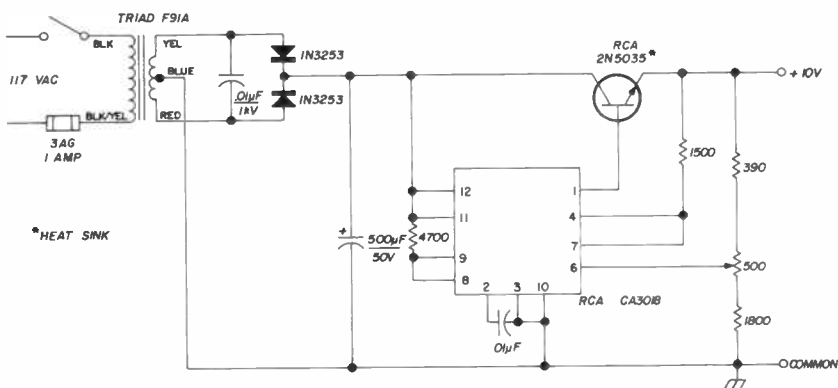 TRIAD F91A
BLK
YEL
117 VAC
BLUE
BLK/YEL
RED
3AG
1 AMP
.01µF
1kV
1N3253
1N3253
RCA
2N5035*
+10V
*HEAT SINK
+
500µF
50V
4700
12
11
9
8
2
3
10
1
4
7
6
RCA CA3018
.01µF
1500
390
500
1800
COMMON